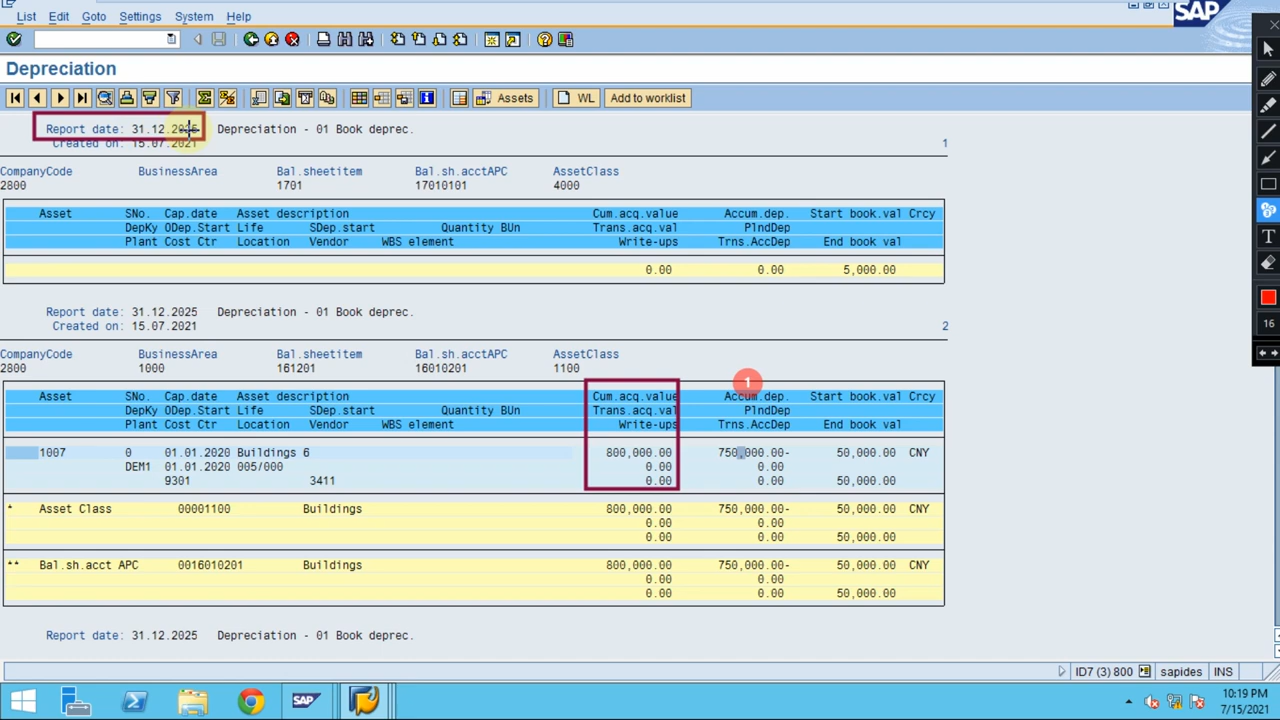 List Edit Goto Settings System Help
SAP
Depreciation
Assets WL Add to worklist
Report date: 31.12.2025 Depreciation - 01 Book deprec.
Created on: 15.07.2021 1
CompanyCode BusinessArea Bal.sheetitem Bal.sh.acctAPC AssetClass
2800 1701 17010101 4000
Asset SNo. Cap.date Asset description Cum.acq.value Accum.dep. Start book.val Crcy
DepKy ODep.Start Life SDep.start Quantity BUn Trans.acq.val PlndDep
Plant Cost Ctr Location Vendor WBS element Write-ups Trns.AccDep End book val
0.00 0.00 5,000.00
Report date: 31.12.2025 Depreciation - 01 Book deprec.
Created on: 15.07.2021 2
CompanyCode BusinessArea Bal.sheetitem Bal.sh.acctAPC AssetClass
2800 1000 161201 16010201 1100
1
Asset SNo. Cap.date Asset description Cum.acq.value Accum.dep. Start book.val Crcy
DepKy ODep.Start Life SDep.start Quantity BUn Trans.acq.val PlndDep
Plant Cost Ctr Location Vendor WBS element Write-ups Trns.AccDep End book val
1007 0 01.01.2020 Buildings 6 800,000.00 750,000.00- 50,000.00 CNY
DEM1 01.01.2020 005/000 0.00 0.00
9301 3411 0.00 0.00 50,000.00
* Asset Class 00001100 Buildings 800,000.00 750,000.00- 50,000.00 CNY
0.00 0.00
0.00 0.00 50,000.00
** Bal.sh.acct APC 0016010201 Buildings 800,000.00 750,000.00- 50,000.00 CNY
0.00 0.00
0.00 0.00 50,000.00
Report date: 31.12.2025 Depreciation - 01 Book deprec.
T
16
ID7 (3) 800 sapides INS
SAP
10:19 PM
7/15/2021